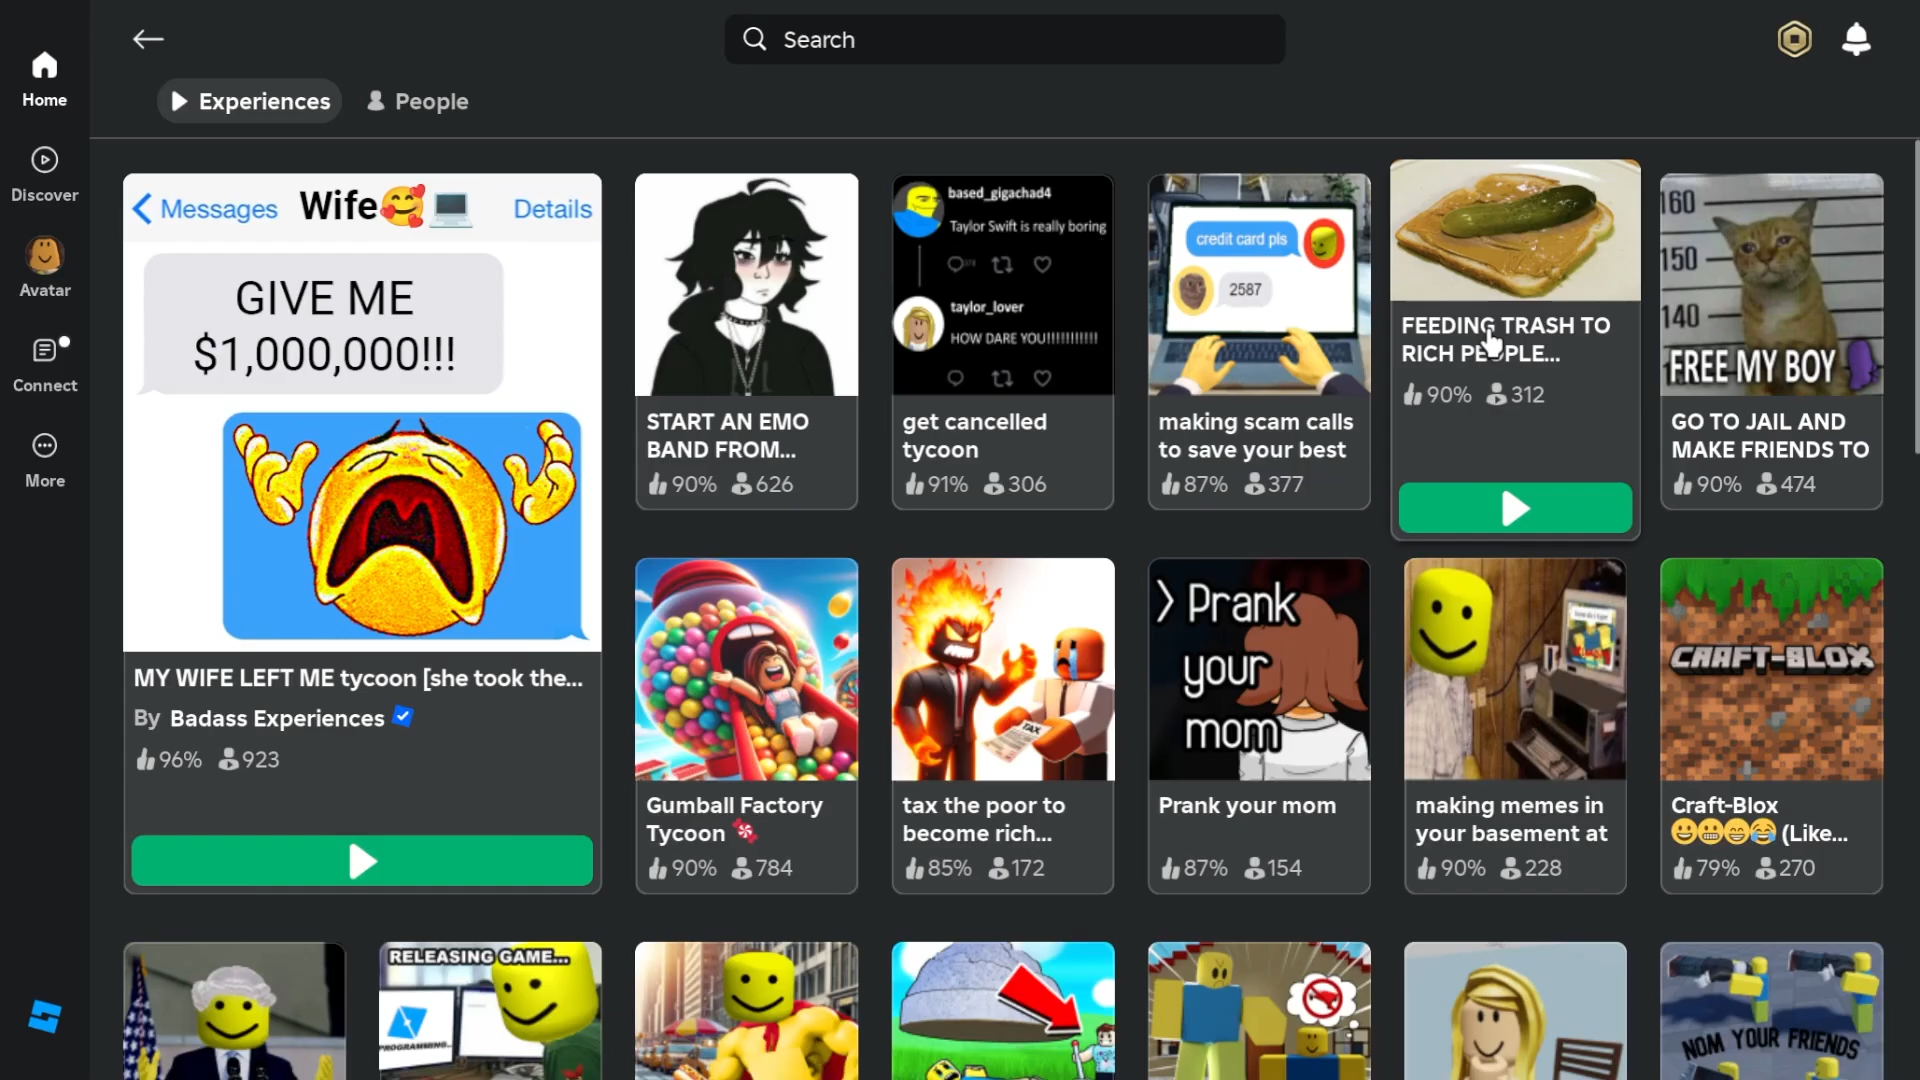 Search
Home
Discover
Avatar
Connect
More
Experiences
People
Messages
Wife🥰💻
Details
GIVE ME
$1,000,000!!!
MY WIFE LEFT ME tycoon [she took the...
By Badass Experiences
96% 923
START AN EMO
BAND FROM...
90% 626
based_gigachad4
Taylor Swift is really boring
taylor_lover
HOW DARE YOU!!!!!!!!!!!
get cancelled
tycoon
91% 306
credit card pls
2587
making scam calls
to save your best
87% 377
FEEDING TRASH TO
RICH PEOPLE...
90% 312
160
150
140
FREE MY BOY
GO TO JAIL AND
MAKE FRIENDS TO
90% 474
Gumball Factory
Tycoon 🍬
90% 784
TAX
tax the poor to
become rich...
85% 172
> Prank
your
mom
Prank your mom
87% 154
making memes in
your basement at
90% 228
CRAFT-BLOX
Craft-Blox
😀😬😁😂 (Like...
79% 270
RELEASING GAME...
PROGRAMMING...
NOM YOUR FRIENDS